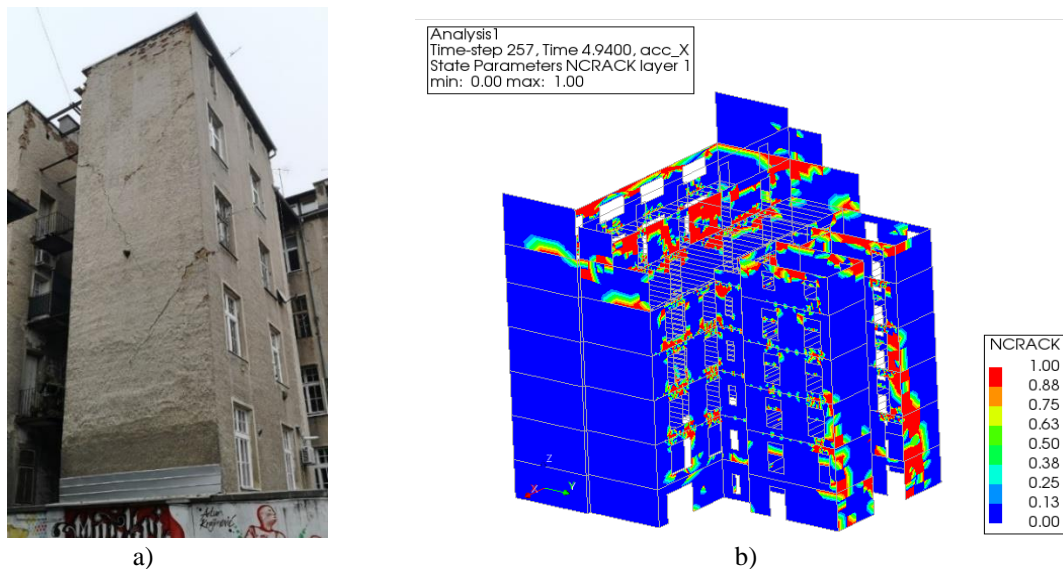 Analysis1
Time-step 257, Time 4.9400, acc_X
State Parameters NCRACK layer 1
min: 0.00 max: 1.00
Z
X
Y
NCRACK
1.00
0.88
0.75
0.63
0.50
0.38
0.25
0.13
0.00
a)
b)